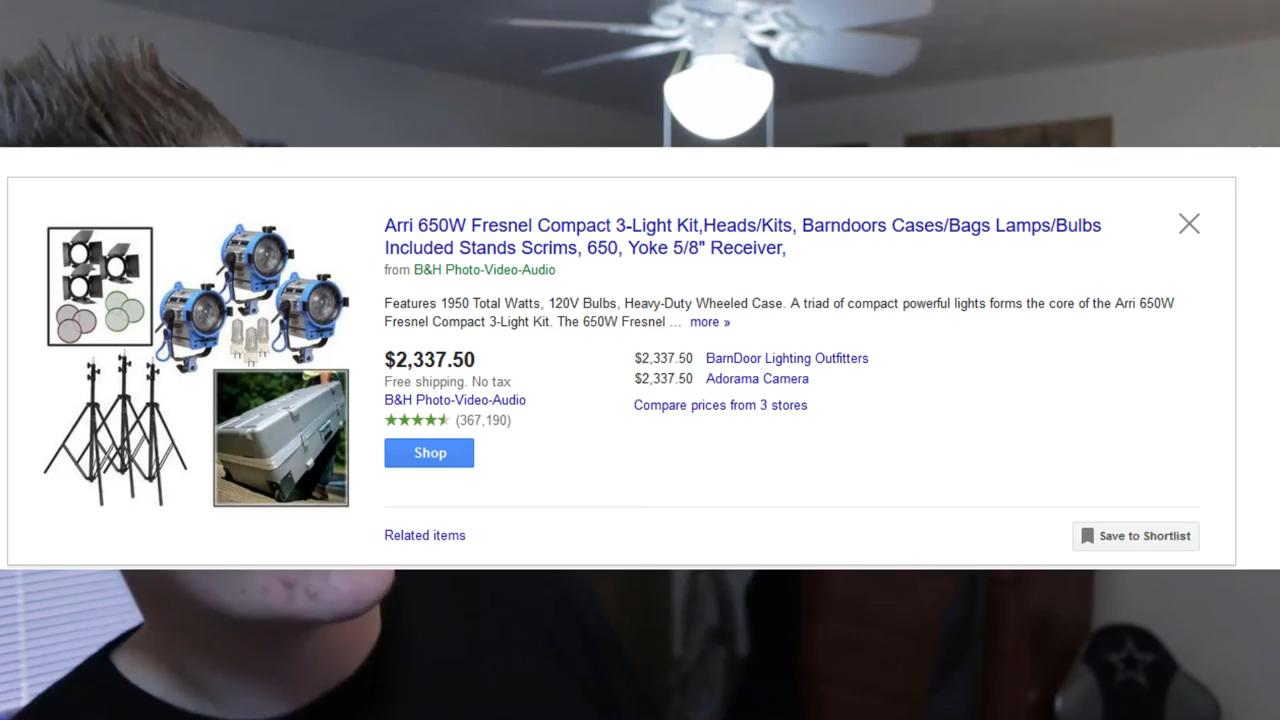 Arri 650W Fresnel Compact 3-Light Kit,Heads/Kits, Barndoors Cases/Bags Lamps/Bulbs
Included Stands Scrims, 650, Yoke 5/8" Receiver,
from B&H Photo-Video-Audio
Features 1950 Total Watts, 120V Bulbs, Heavy-Duty Wheeled Case. A triad of compact powerful lights forms the core of the Arri 650W
Fresnel Compact 3-Light Kit. The 650W Fresnel ... more »
$2,337.50
Free shipping. No tax
B&H Photo-Video-Audio
(367,190)
Shop
$2,337.50 BarnDoor Lighting Outfitters
$2,337.50 Adorama Camera
Compare prices from 3 stores
Related items
Save to Shortlist